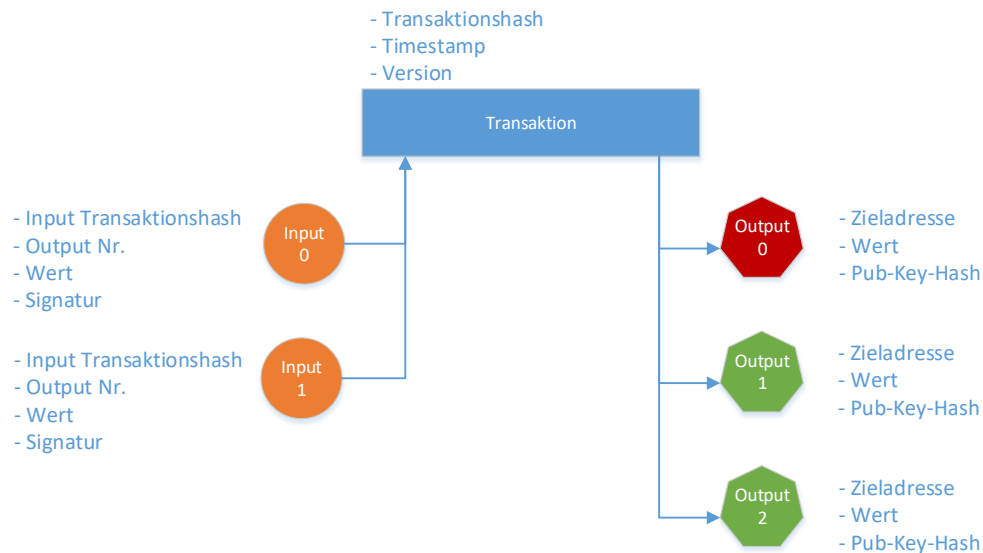 - Transaktionshash
- Timestamp
- Version
Transaktion
- Input Transaktionshash
- Output Nr.
- Wert
- Signatur
Input
0
Output
0
- Zieladresse
- Wert
- Pub-Key-Hash
- Input Transaktionshash
- Output Nr.
- Wert
- Signatur
Input
1
Output
1
- Zieladresse
- Wert
- Pub-Key-Hash
Output
2
- Zieladresse
- Wert
- Pub-Key-Hash